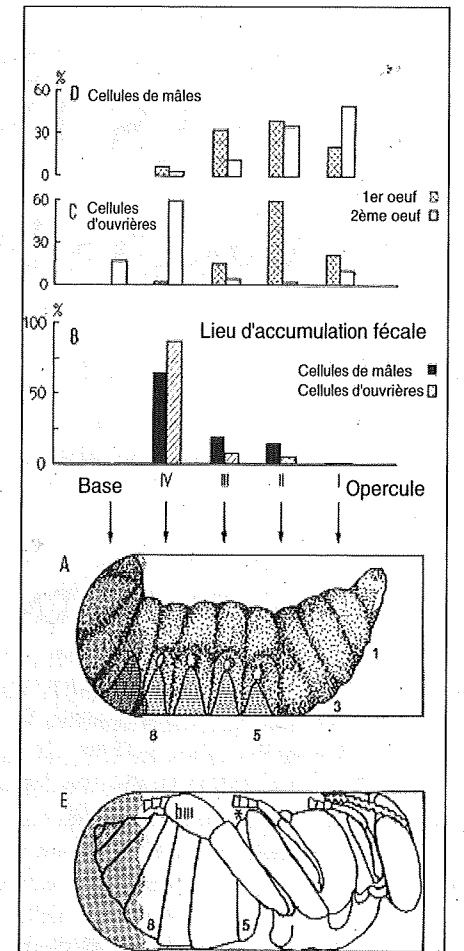 %
60 D Cellules de mâles
30
0
60 C Cellules d'ouvrières
30
0
1er oeuf
2ème oeuf
%
100 B Lieu d'accumulation fécale
Cellules de mâles
Cellules d'ouvrières
50
0
Base IV III II I Opercule
A
1
3
8 5
E
bIII
*
8 5